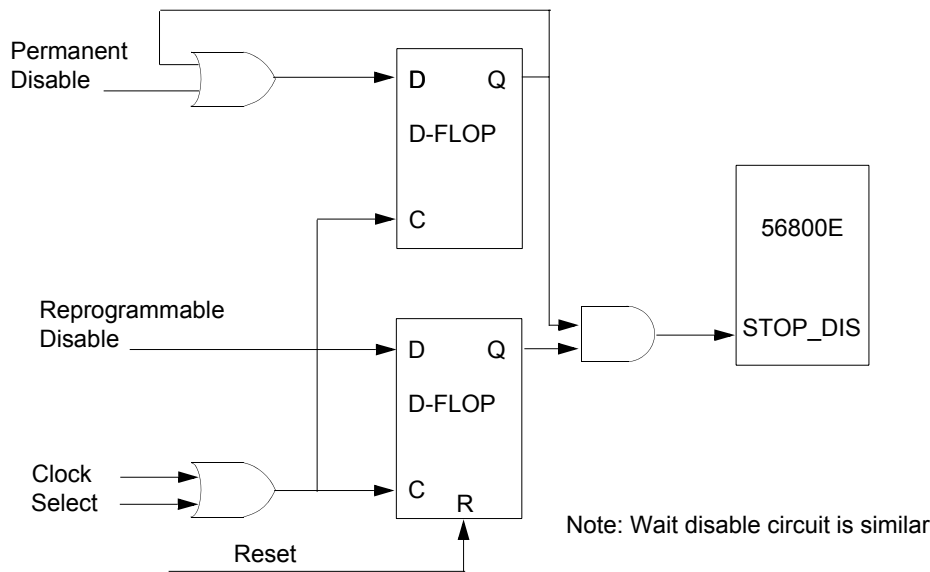 Permanent
Disable
D Q
D-FLOP
C
56800E
STOP_DIS
Reprogrammable
Disable
D Q
D-FLOP
C
R
Clock
Select
Reset
Note: Wait disable circuit is similar